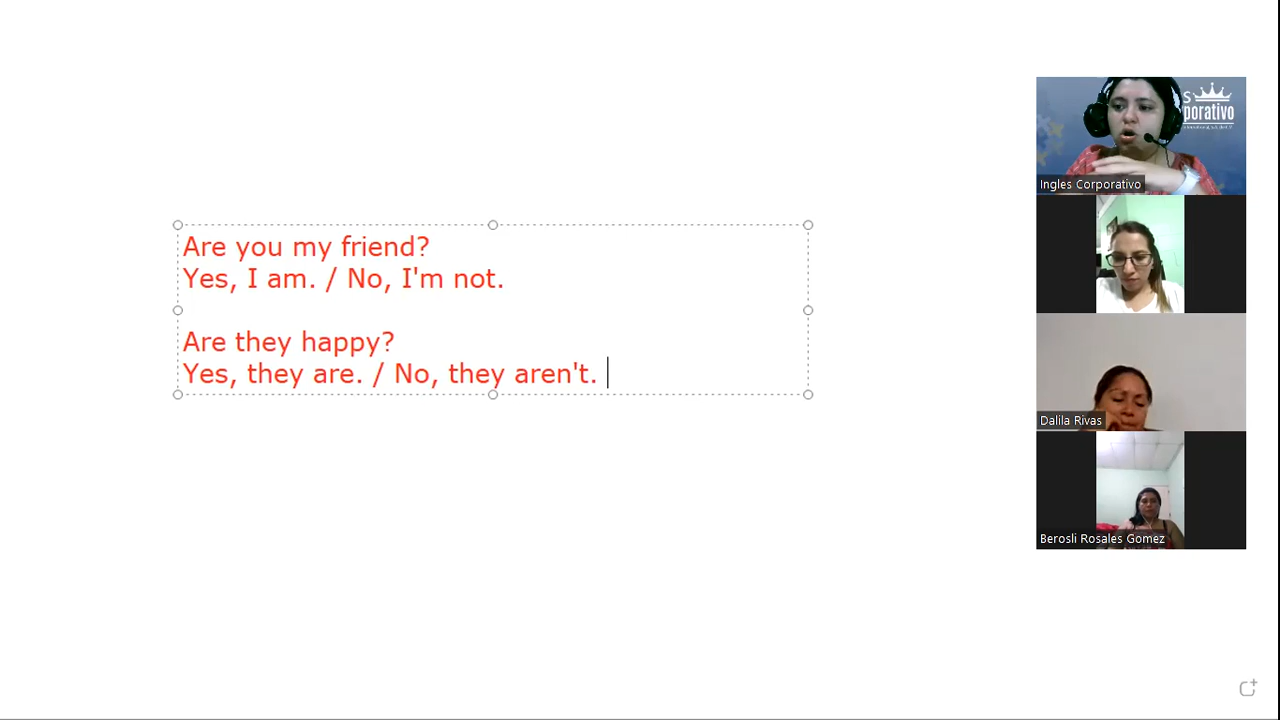 Are you my friend?
Yes, I am. / No, I'm not.
Are they happy?
Yes, they are. / No, they aren't.
S
porativo
Ingles Corporativo
Dalila Rivas
Berosli Rosales Gomez